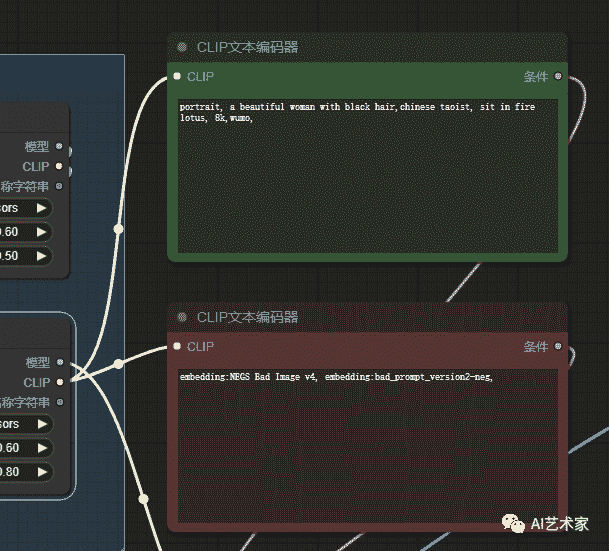 CLIP文本编码器
CLIP
条件
portrait, a beautiful woman with black hair,chinese taoist, sit in fire
lotus, 8k,wumo,
模型
CLIP
称字符串
sors
0.60
0.50
CLIP文本编码器
CLIP
条件
embedding:NEGS Bad Image v4, embedding:bad_prompt_version2-neg,
模型
CLIP
名称字符串
sors
0.60
0.80
AI艺术家